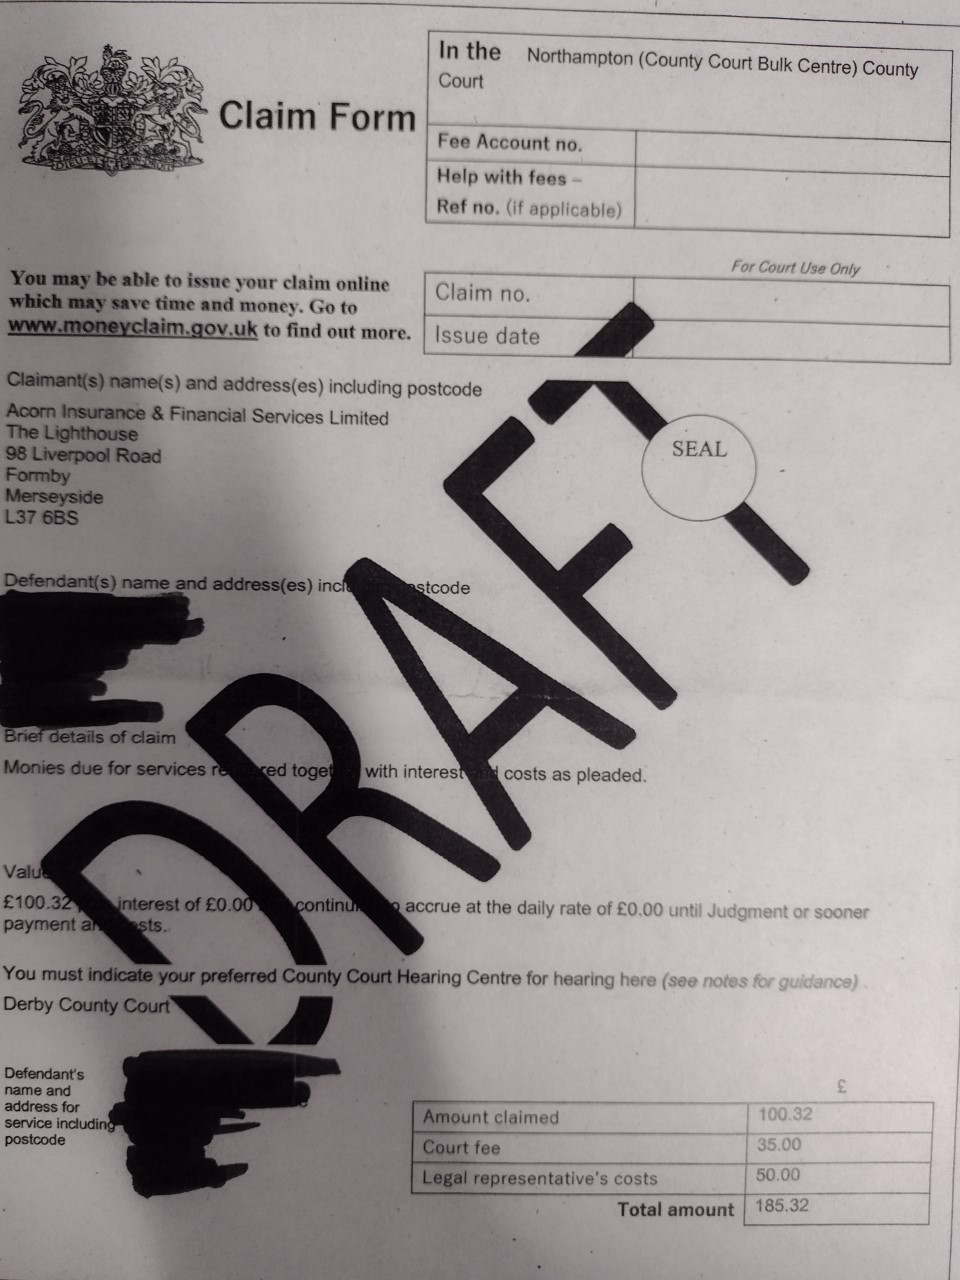 In the Northampton (County Court Bulk Centre) County
Court
Claim Form
Fee Account no.
Help with fees –
Ref no. (if applicable)
You may be able to issue your claim online
which may save time and money. Go to
www.moneyclaim.gov.uk to find out more.
For Court Use Only
Claim no.
Issue date
Claimant(s) name(s) and address(es) including postcode
Acorn Insurance & Financial Services Limited
The Lighthouse
98 Liverpool Road
Formby
Merseyside
L37 6BS
SEAL
DRAFT
Defendant(s) name and address(es) postcode
Brief details of claim
Monies due for services with interest costs as pleaded.
Value
£100.32 interest of £0.00 accrue at the daily rate of £0.00 until Judgment or sooner
payment
You must indicate your preferred County Court Hearing Centre for hearing here (see notes for guidance) .
Derby County Court
Defendant's
name and
address for
service including
postcode
£
Amount claimed 100.32
Court fee 35.00
Legal representative's costs 50.00
Total amount 185.32